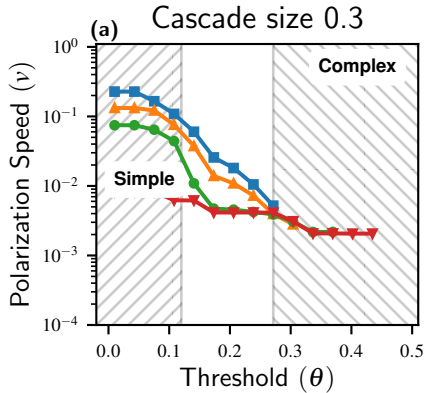 Cascade size 0.3
(a)
Complex
Simple
Polarization Speed (ν)
10⁰
10⁻¹
10⁻²
10⁻³
10⁻⁴
0.0 0.1 0.2 0.3 0.4 0.5
Threshold (θ)